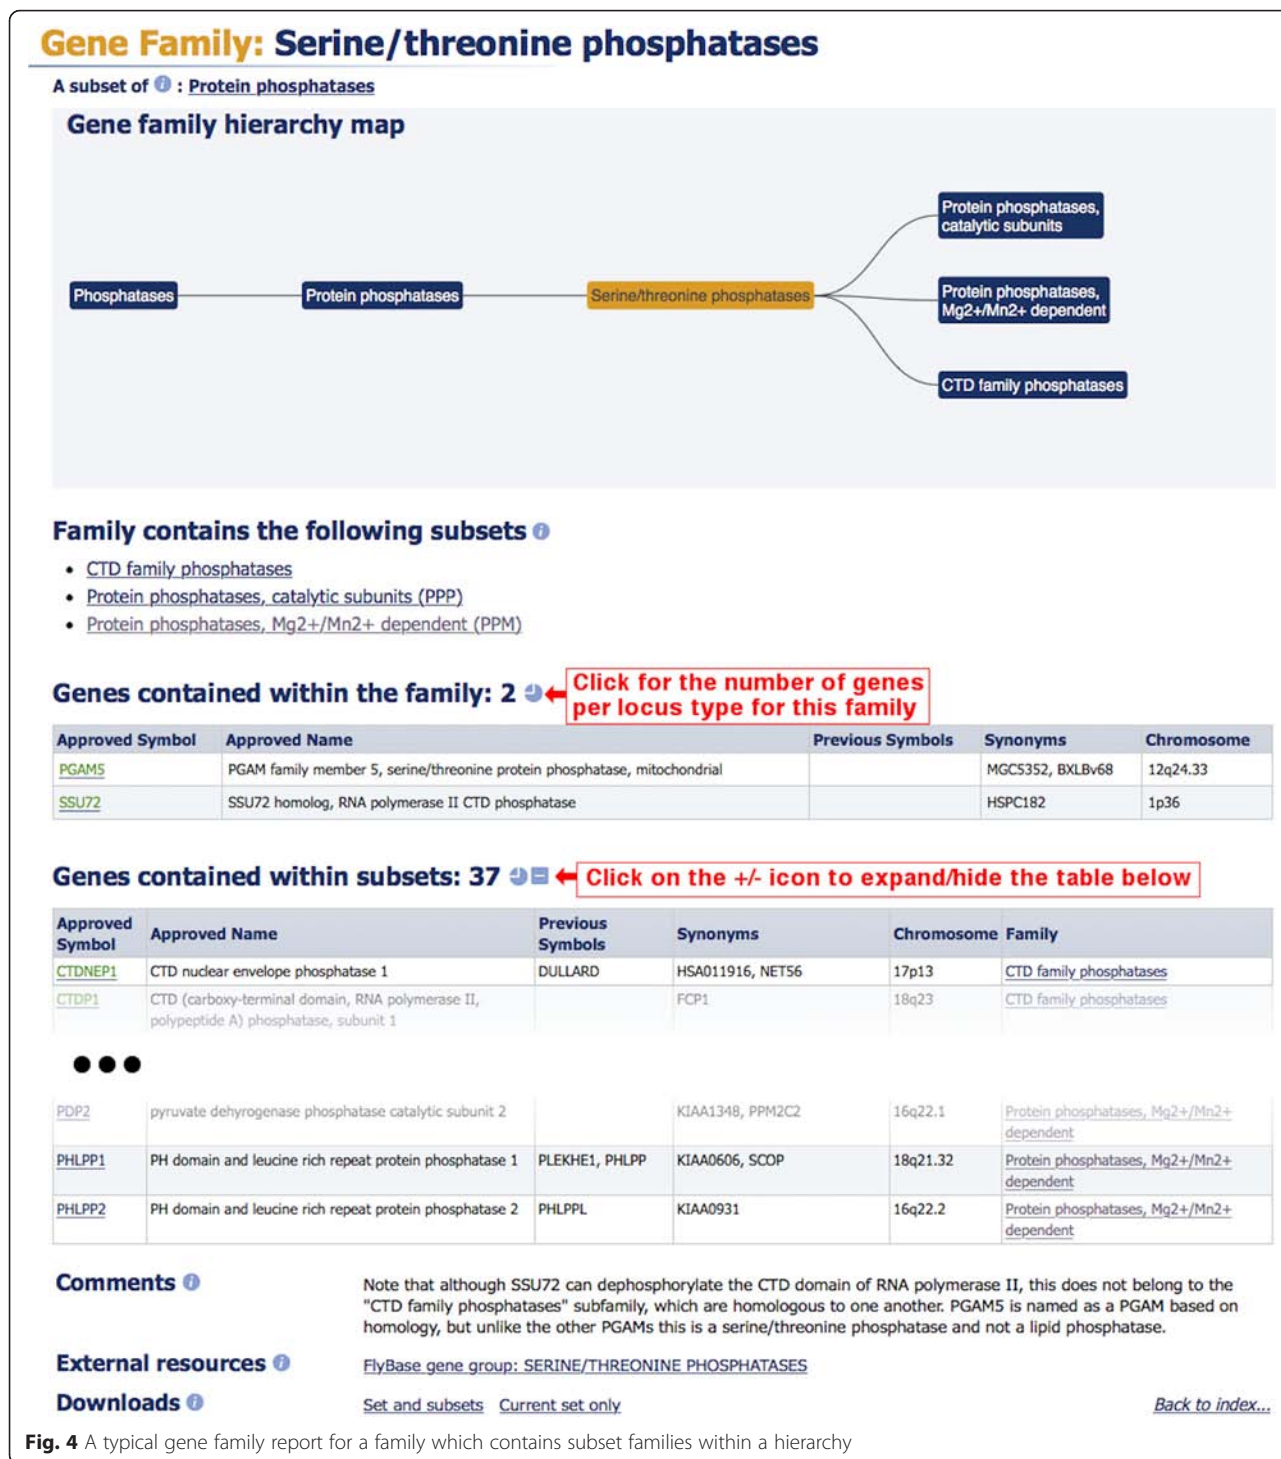 Gene Family: Serine/threonine phosphatases
A subset of i : Protein phosphatases
Gene family hierarchy map
Phosphatases
Protein phosphatases
Serine/threonine phosphatases
Protein phosphatases,
catalytic subunits
Protein phosphatases,
Mg2+/Mn2+ dependent
CTD family phosphatases
Family contains the following subsets i
• CTD family phosphatases
• Protein phosphatases, catalytic subunits (PPP)
• Protein phosphatases, Mg2+/Mn2+ dependent (PPM)
Genes contained within the family: 2
Click for the number of genes
per locus type for this family
Approved Symbol Approved Name Previous Symbols Synonyms Chromosome
PGAM5 PGAM family member 5, serine/threonine protein phosphatase, mitochondrial MGC5352, BXLBv68 12q24.33
SSU72 SSU72 homolog, RNA polymerase II CTD phosphatase HSPC182 1p36
Genes contained within subsets: 37
Click on the +/- icon to expand/hide the table below
Approved
Symbol
Approved Name
Previous
Symbols
Synonyms Chromosome Family
CTDNEP1 CTD nuclear envelope phosphatase 1 DULLARD HSA011916, NET56 17p13 CTD family phosphatases
CTDP1 CTD (carboxy-terminal domain, RNA polymerase II, FCP1 18q23 CTD family phosphatases
polypeptide A) phosphatase, subunit 1
PDP2 pyruvate dehyrogenase phosphatase catalytic subunit 2 KIAA1348, PPM2C2 16q22.1 Protein phosphatases, Mg2+/Mn2+
dependent
PHLPP1 PH domain and leucine rich repeat protein phosphatase 1 PLEKHE1, PHLPP KIAA0606, SCOP 18q21.32 Protein phosphatases, Mg2+/Mn2+
dependent
PHLPP2 PH domain and leucine rich repeat protein phosphatase 2 PHLPPL KIAA0931 16q22.2 Protein phosphatases, Mg2+/Mn2+
dependent
Comments i
Note that although SSU72 can dephosphorylate the CTD domain of RNA polymerase II, this does not belong to the
"CTD family phosphatases" subfamily, which are homologous to one another. PGAM5 is named as a PGAM based on
homology, but unlike the other PGAMs this is a serine/threonine phosphatase and not a lipid phosphatase.
External resources i FlyBase gene group: SERINE/THREONINE PHOSPHATASES
Downloads i Set and subsets Current set only Back to index...
Fig. 4 A typical gene family report for a family which contains subset families within a hierarchy